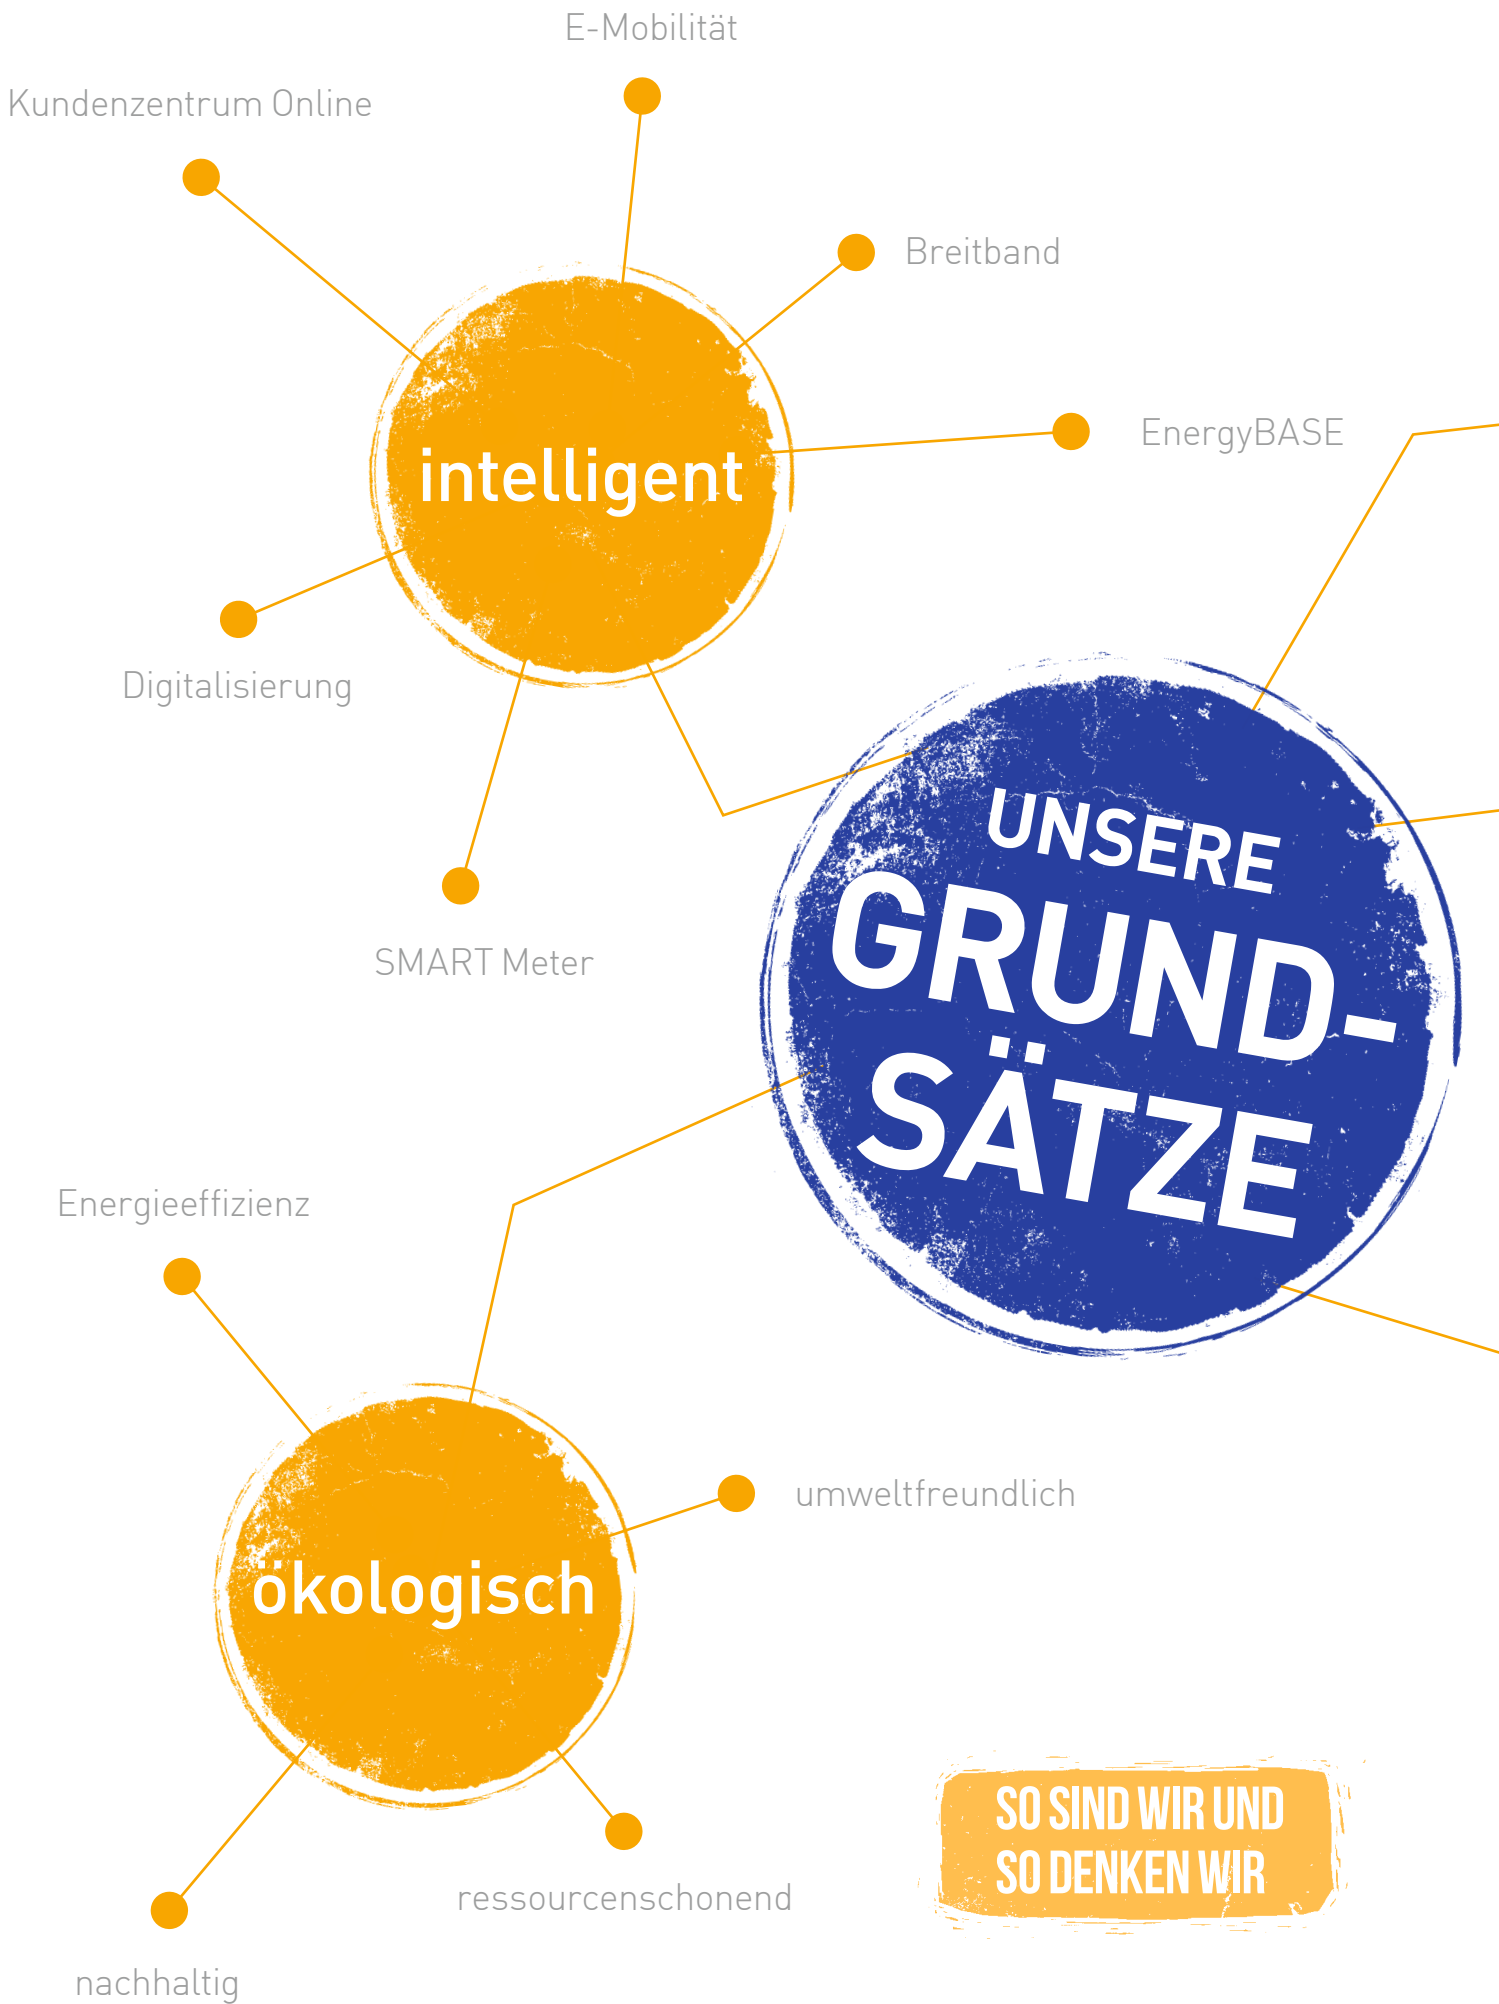 E-Mobilität
Kundenzentrum Online
Breitband
EnergyBASE
intelligent
Digitalisierung
SMART Meter
UNSERE
GRUND-
SÄTZE
Energieeffizienz
umweltfreundlich
ökologisch
ressourcenschonend
nachhaltig
SO SIND WIR UND
SO DENKEN WIR